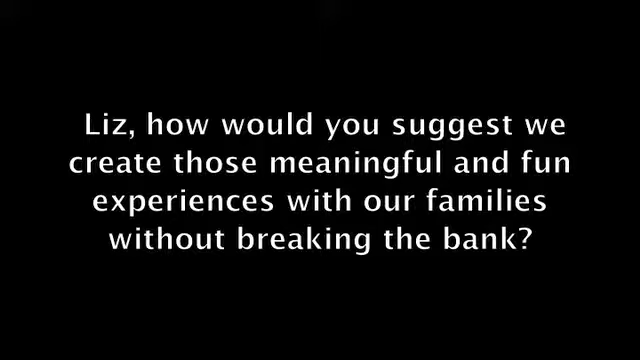 Liz, how would you suggest we
create those meaningful and fun
experiences with our families
without breaking the bank?